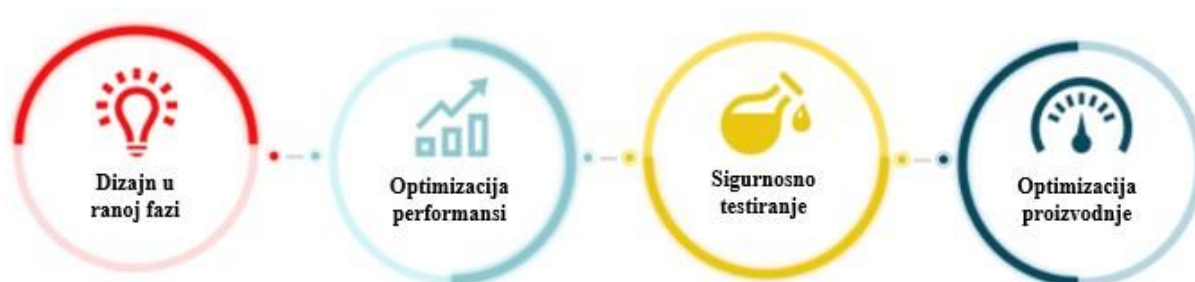 Dizajn u
ranoj fazi
Optimizacija
performansi
Sigurnosno
testiranje
Optimizacija
proizvodnje